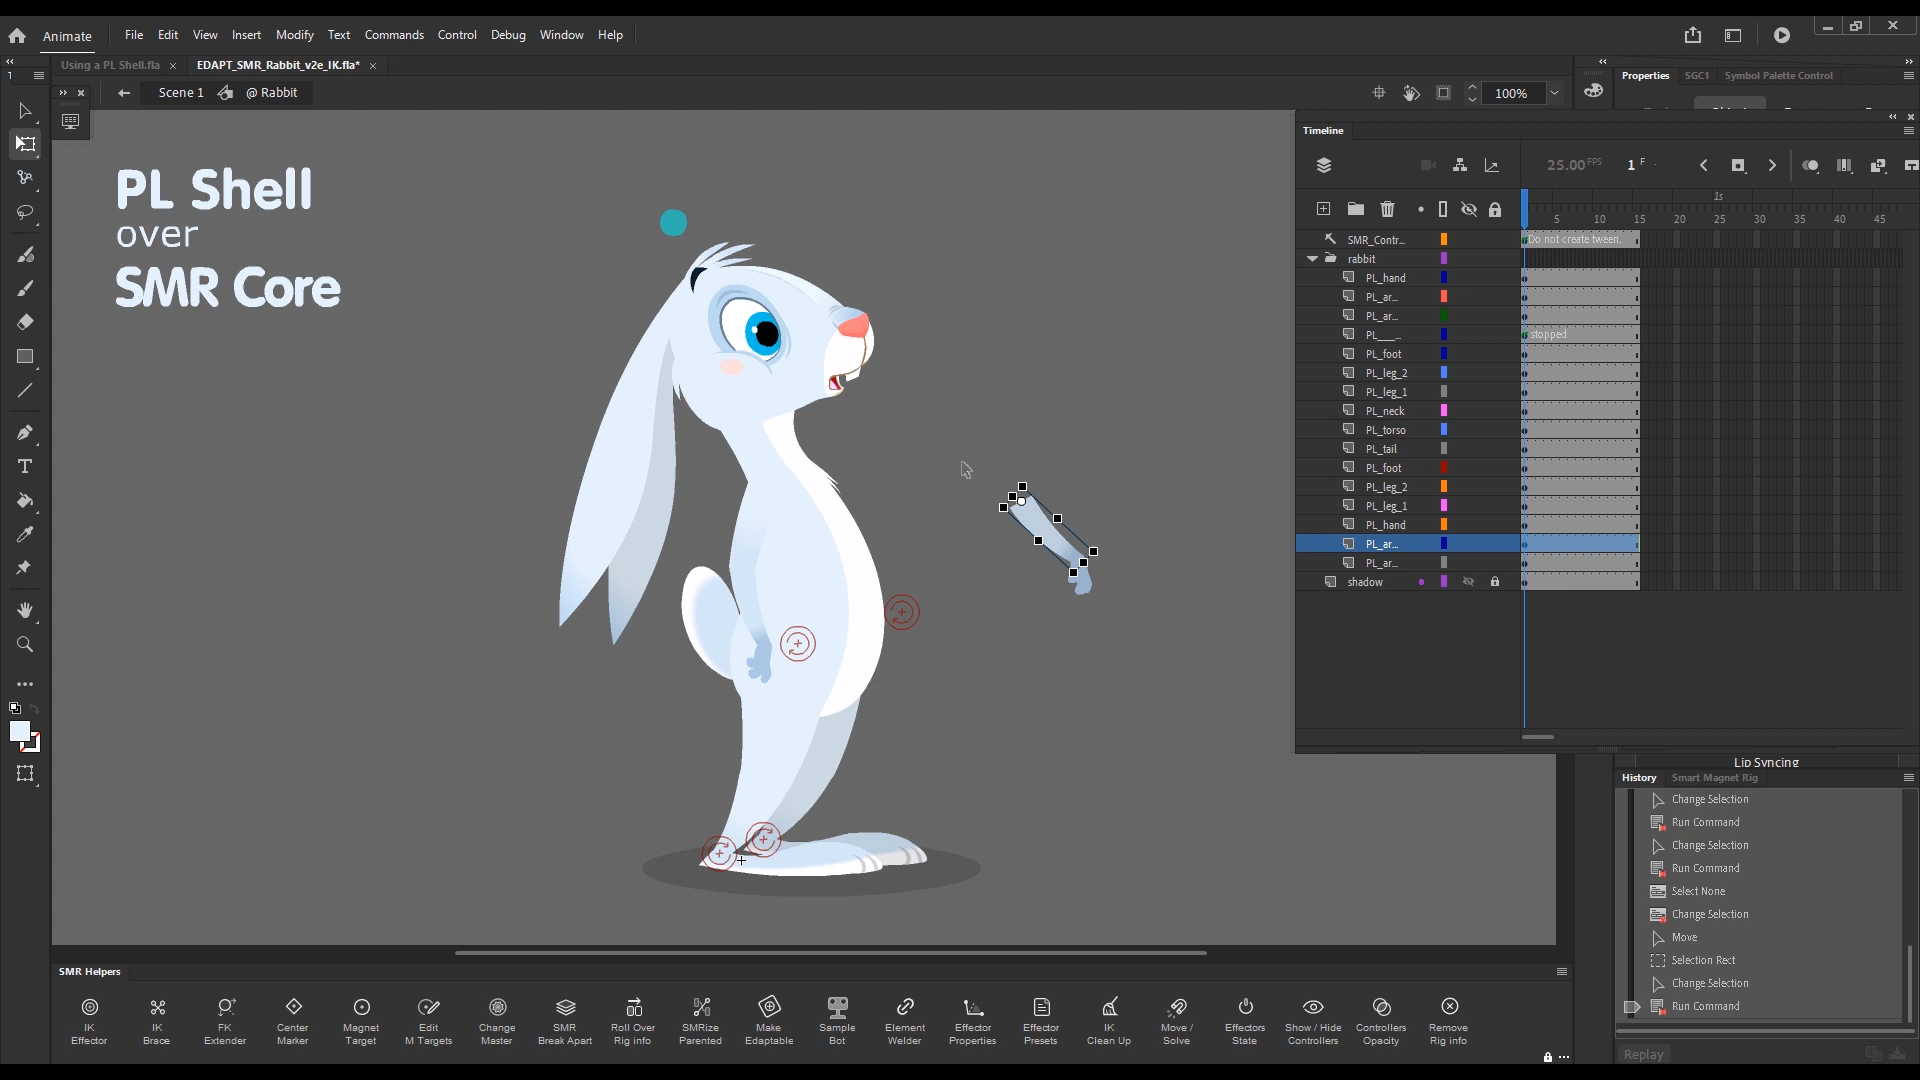 Animate
File Edit View Insert Modify Text Commands Control Debug Window Help
Using a PL Shell.fla
EDAPT_SMR_Rabbit_v2e_IK.fla*
Properties
SGC1
Symbol Palette Control
Scene 1
Rabbit
100%
PL Shell
over
SMR Core
Timeline
25.00 FPS
1 F
1s
5 10 15 20 25 30 35 40 45
SMR_Contr...
Do not create tween.
rabbit
PL_hand
PL_ar...
PL_ar...
PL___...
stopped
PL_foot
PL_leg_2
PL_leg_1
PL_neck
PL_torso
PL_tail
PL_foot
PL_leg_2
PL_leg_1
PL_hand
PL_ar...
PL_ar...
shadow
Lip Syncing
History
Smart Magnet Rig
Change Selection
Run Command
Change Selection
Run Command
Select None
Change Selection
Move
Selection Rect
Change Selection
Run Command
Replay
SMR Helpers
IK Effector
IK Brace
FK Extender
Center Marker
Magnet Target
Edit M Targets
Change Master
SMR Break Apart
Roll Over Rig info
SMRize Parented
Make Adaptable
Sample Bot
Element Welder
Effector Properties
Effector Presets
IK Clean Up
Move / Solve
Effectors State
Show / Hide Controllers
Controllers Opacity
Remove Rig info